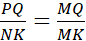 PQ/NK = MQ/MK